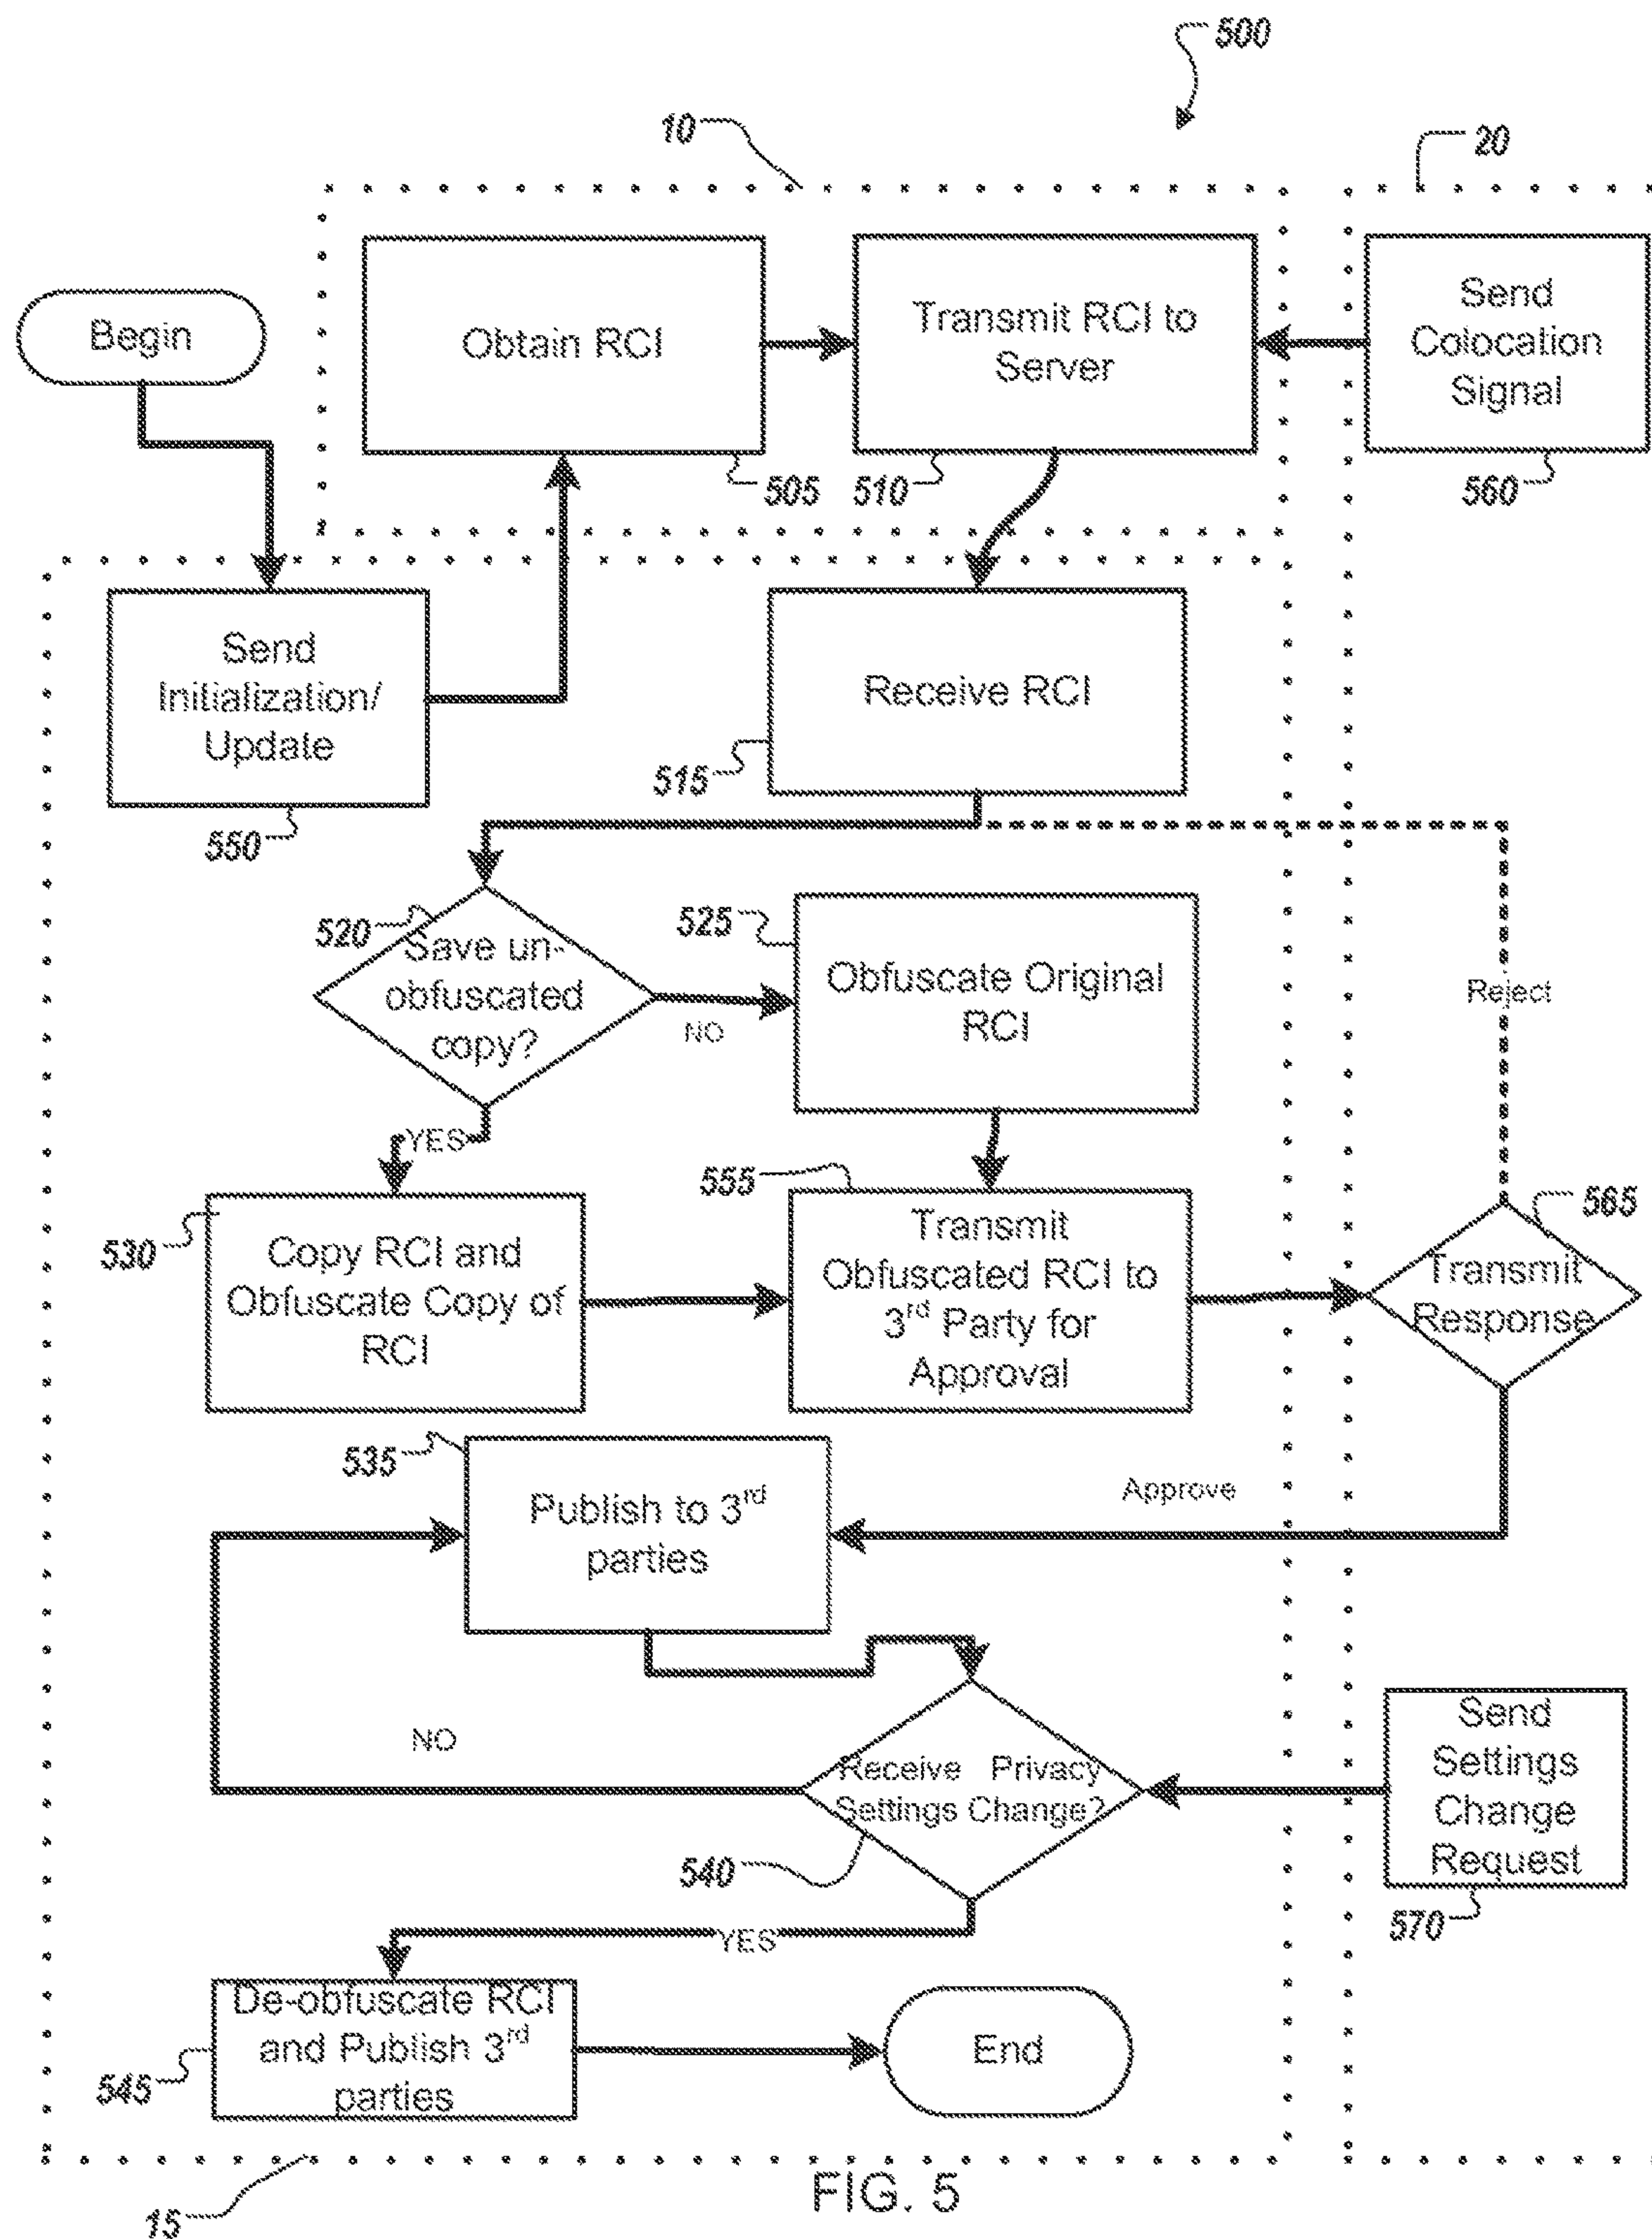 500
10
20
Begin
Obtain RCI
Transmit RCI to
Server
Send
Colocation
Signal
505
510
560
Send
Initialization/
Update
550
Receive RCI
515
520
Save un-
obfuscated
copy?
NO
YES
525
Obfuscate Original
RCI
Reject
530
Copy RCI and
Obfuscate Copy of
RCI
555
Transmit
Obfuscated RCI to
3rd Party for
Approval
565
Transmit
Response
535
Publish to 3rd
parties
Approve
NO
Receive Privacy
Settings Change?
540
Send
Settings
Change
Request
570
YES
De-obfuscate RCI
and Publish 3rd
parties
545
End
15
FIG. 5